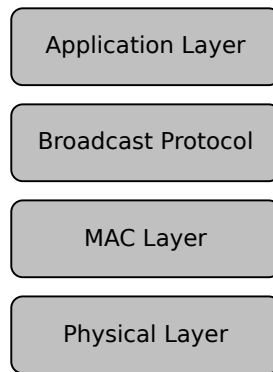 Application Layer
Broadcast Protocol
MAC Layer
Physical Layer